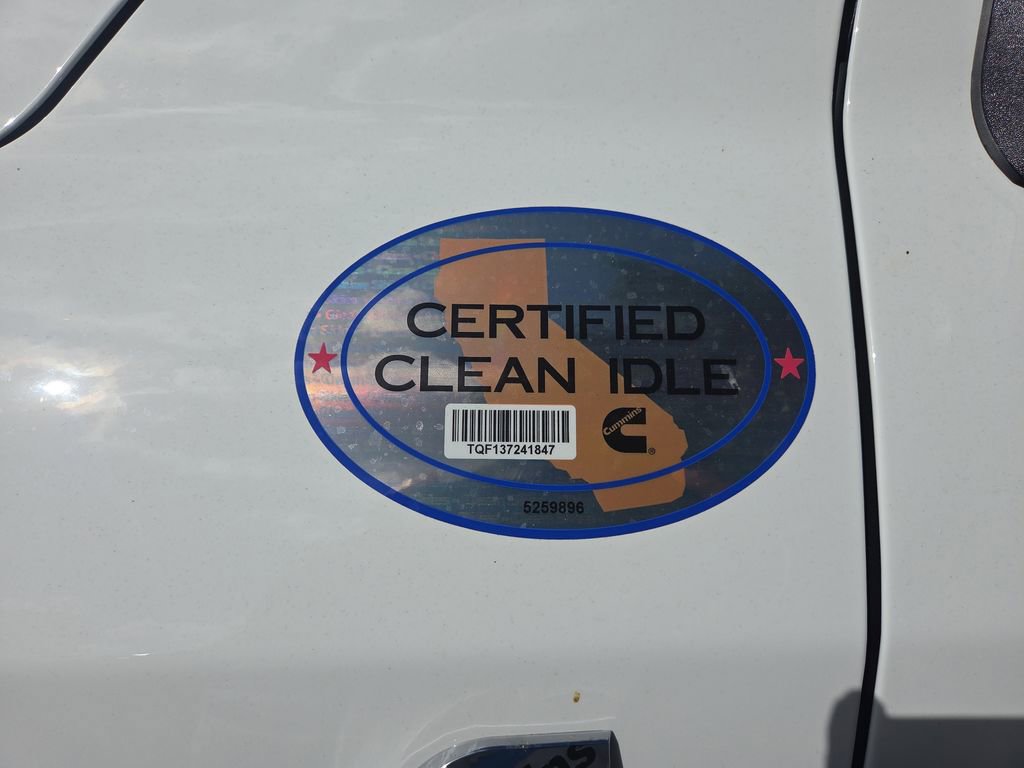 CERTIFIED
CLEAN IDLE
Cummins
®
TQF137241847
5259896